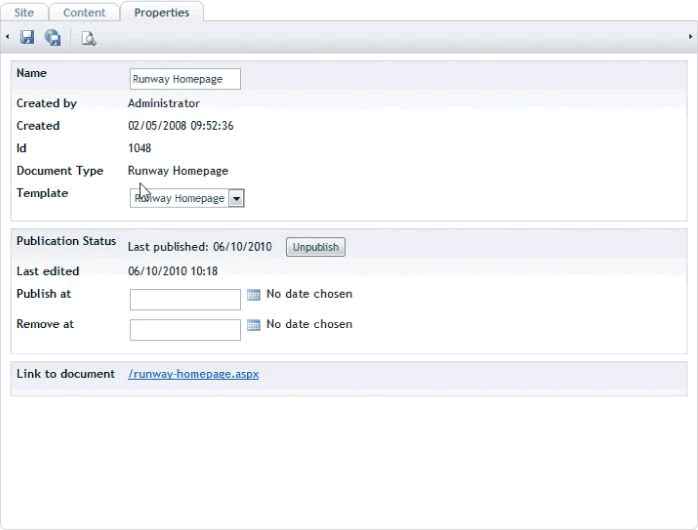 Site Content Properties
Name Runway Homepage
Created by Administrator
Created 02/05/2008 09:52:36
Id 1048
Document Type Runway Homepage
Template Runway Homepage
Publication Status Last published: 06/10/2010 Unpublish
Last edited 06/10/2010 10:18
Publish at No date chosen
Remove at No date chosen
Link to document /runway-homepage.aspx